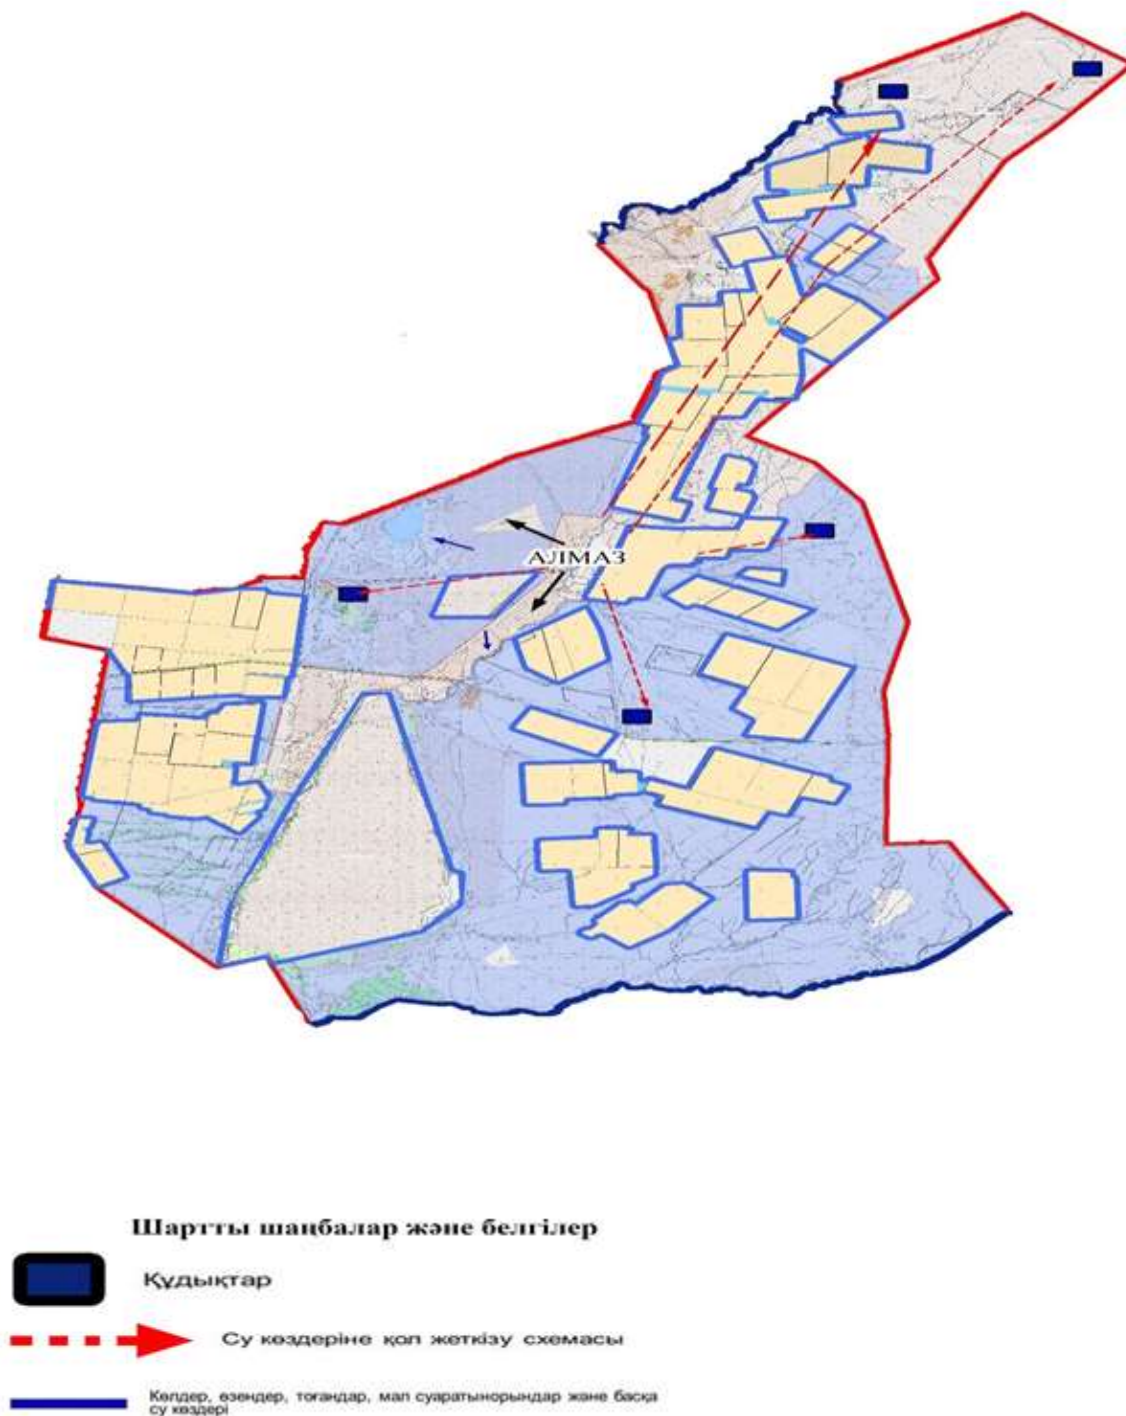 АЛМАЗ
Шартты шаңбалар және белгілер
Құдықтар
Су көздеріне қол жеткізу схемасы
Көлдер, өзендер, тоғандар, мал суаратынорындар және басқа
су көздері